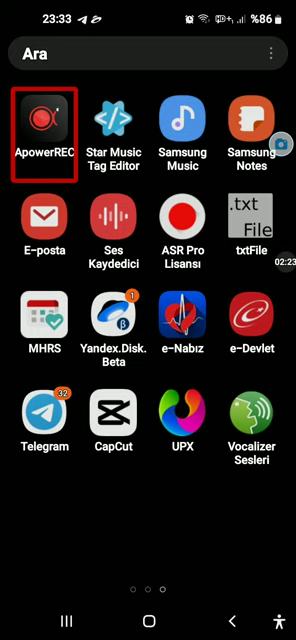 23:33
%86
Ara
ApowerREC
Star Music
Tag Editor
Samsung
Music
Samsung
Notes
E-posta
Ses
Kaydedici
ASR Pro
Lisansı
.txt
File
txtFile
02:23
MHRS
1
β
Yandex.Disk.
Beta
e-Nabız
e-Devlet
32
Telegram
CapCut
UPX
Vocalizer
Sesleri